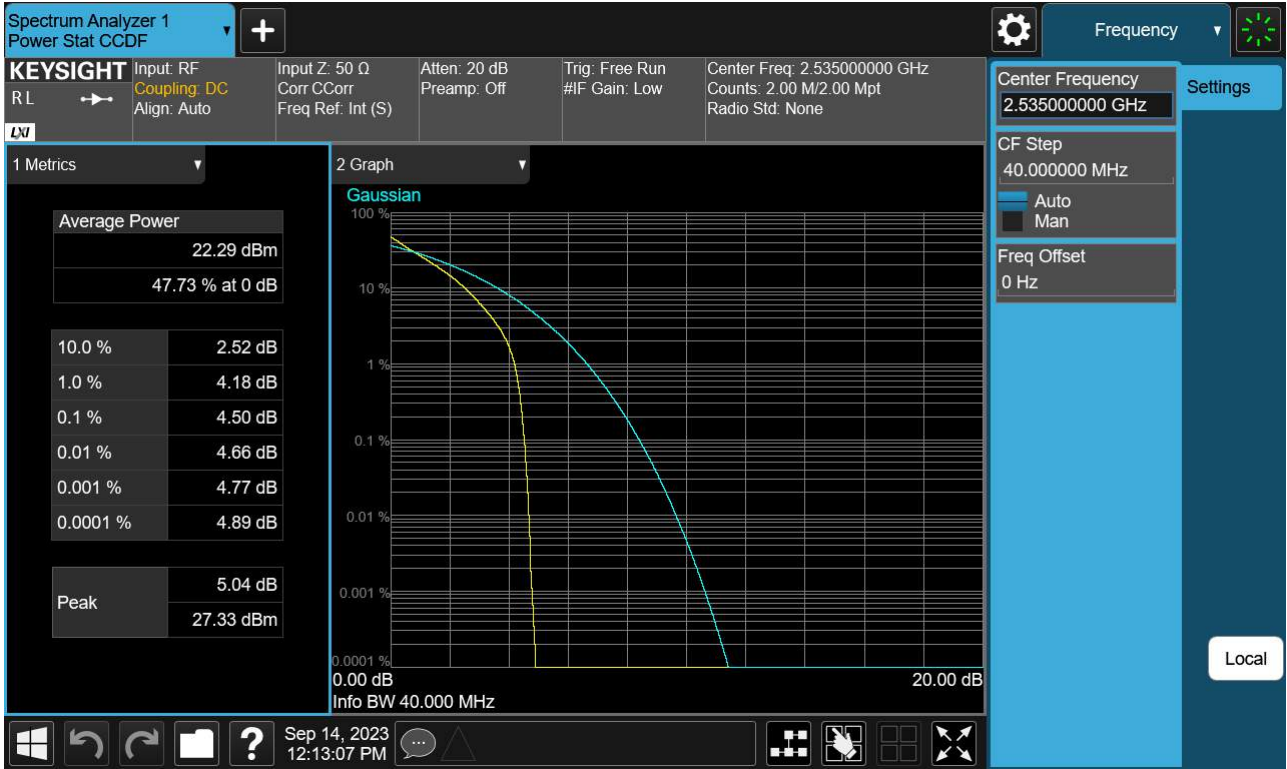 Spectrum Analyzer 1
Power Stat CCDF
+
Frequency
KEYSIGHT
R L
LXI
Input: RF
Coupling: DC
Align: Auto
Input Z: 50 Ω
Corr CCorr
Freq Ref: Int (S)
Atten: 20 dB
Preamp: Off
Trig: Free Run
#IF Gain: Low
Center Freq: 2.535000000 GHz
Counts: 2.00 M/2.00 Mpt
Radio Std: None
Center Frequency
2.535000000 GHz
Settings
CF Step
40.000000 MHz
Auto
Man
Freq Offset
0 Hz
1 Metrics
Average Power
22.29 dBm
47.73 % at 0 dB
10.0 % 2.52 dB
1.0 % 4.18 dB
0.1 % 4.50 dB
0.01 % 4.66 dB
0.001 % 4.77 dB
0.0001 % 4.89 dB
Peak
5.04 dB
27.33 dBm
2 Graph
Gaussian
100 %
10 %
1 %
0.1 %
0.01 %
0.001 %
0.0001 %
0.00 dB 20.00 dB
Info BW 40.000 MHz
Local
?
Sep 14, 2023
12:13:07 PM